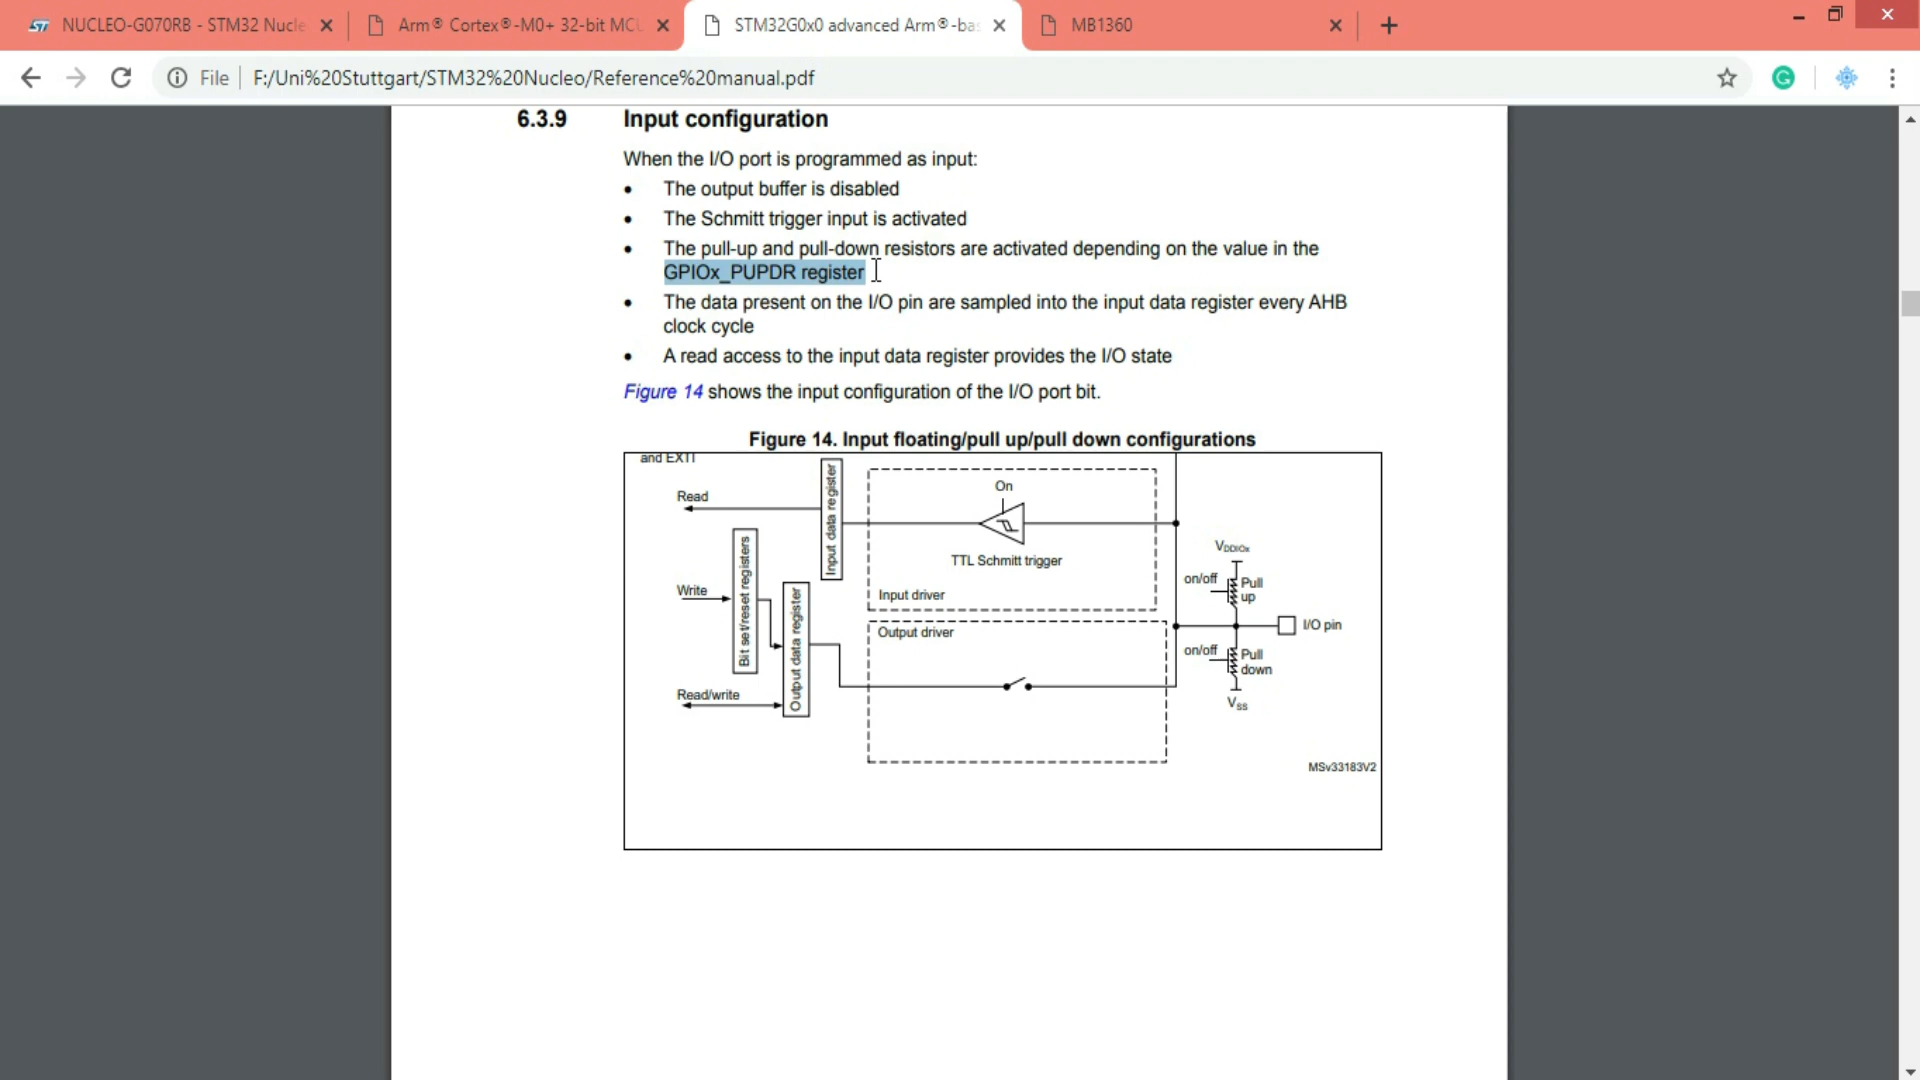 NUCLEO-G070RB - STM32 Nucle
Arm® Cortex®-M0+ 32-bit MCU
STM32G0x0 advanced Arm®-ba
MB1360
File
F:/Uni%20Stuttgart/STM32%20Nucleo/Reference%20manual.pdf
6.3.9 Input configuration
When the I/O port is programmed as input:
• The output buffer is disabled
• The Schmitt trigger input is activated
• The pull-up and pull-down resistors are activated depending on the value in the
GPIOx_PUPDR register
• The data present on the I/O pin are sampled into the input data register every AHB
clock cycle
• A read access to the input data register provides the I/O state
Figure 14 shows the input configuration of the I/O port bit.
Figure 14. Input floating/pull up/pull down configurations
and EXTI
Read
Input data register
On
TTL Schmitt trigger
Input driver
Write
Bit set/reset registers
Output data register
Read/write
Output driver
VDDIOx
on/off
Pull
up
I/O pin
on/off
Pull
down
VSS
MSv33183V2